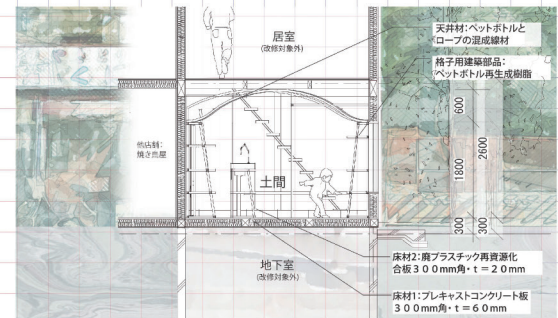 居室
(改修対象外)
天井材:ペットボトルと
ロープの混成線材
格子用建築部品:
ペットボトル再生成樹脂
他店舗:
焼き鳥屋
土間
600
1800
2600
300
300
地下室
(改修対象外)
床材2:廃プラスチック再資源化
合板300mm角・t=20mm
床材1:プレキャストコンクリート板
300mm角・t=60mm